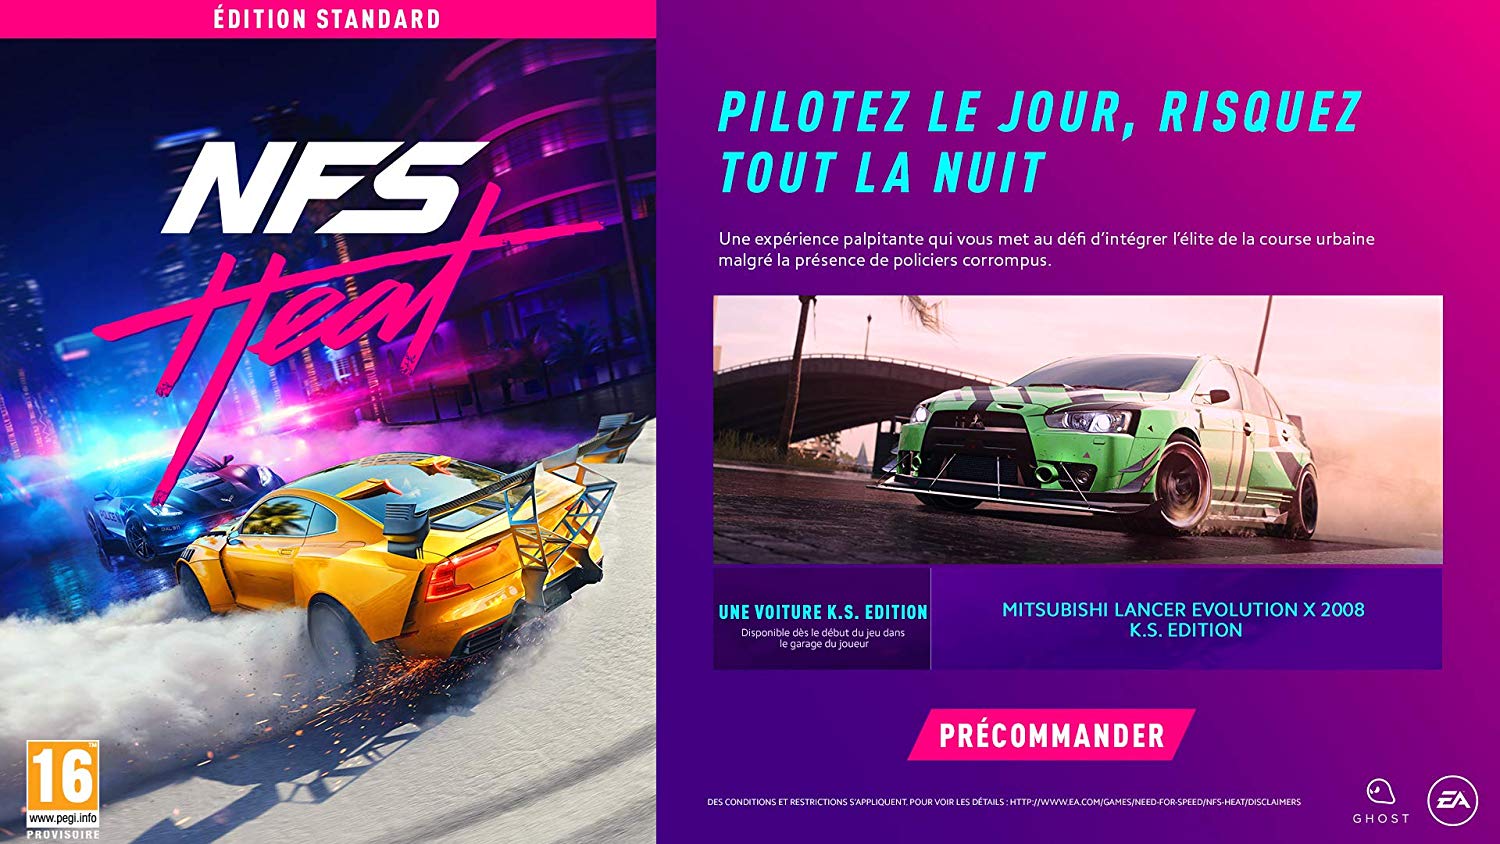 ÉDITION STANDARD
NFS
Heat
16
TM
www.pegi.info
PROVISOIRE
PILOTEZ LE JOUR, RISQUEZ
TOUT LA NUIT
Une expérience palpitante qui vous met au défi d'intégrer l'élite de la course urbaine
malgré la présence de policiers corrompus.
UNE VOITURE K.S. EDITION
Disponible dès le début du jeu dans
le garage du joueur
MITSUBISHI LANCER EVOLUTION X 2008
K.S. EDITION
PRÉCOMMANDER
DES CONDITIONS ET RESTRICTIONS S'APPLIQUENT. POUR VOIR LES DÉTAILS : HTTP://WWW.EA.COM/GAMES/NEED-FOR-SPEED/NFS-HEAT/DISCLAIMERS
GHOST
EA